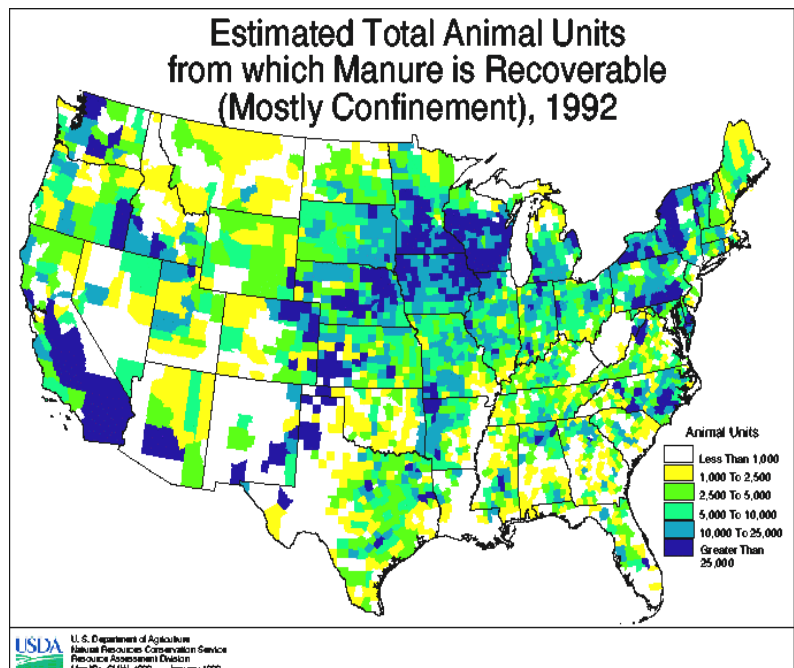 Estimated Total Animal Units
from which Manure is Recoverable
(Mostly Confinement), 1992
Animal Units
Less Than 1,000
1,000 To 2,500
2,500 To 5,000
5,000 To 10,000
10,000 To 25,000
Greater Than
25,000
USDA
U. S. Department of Agriculture
Natural Resources Conservation Service
Resource Assessment Division